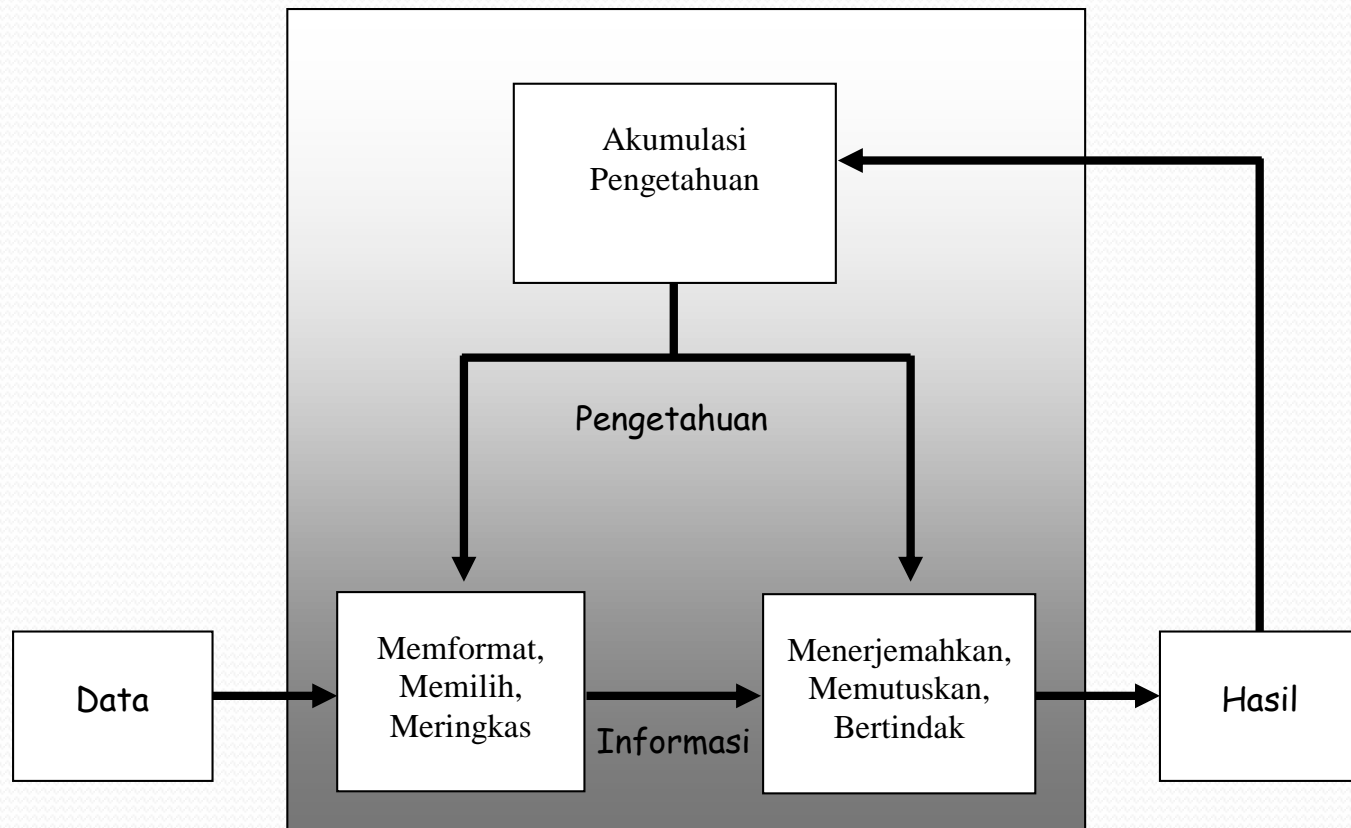 Akumulasi
Pengetahuan
Pengetahuan
Data
Memformat,
Memilih,
Meringkas
Informasi
Menerjemahkan,
Memutuskan,
Bertindak
Hasil